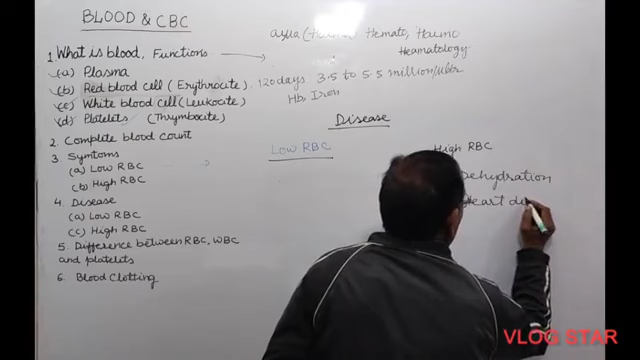 BLOOD & CBC
1. What is blood, Functions
(a) Plasma
(b) Red blood cell (Erythrocite)
(c) White blood cell (Leukocite)
(d) Platelets (Thrymbocite)
2. Complete blood count
3. Symtoms
(a) Low RBC
(b) High RBC
4. Disease
(a) Low RBC
(c) High RBC
5. Difference between RBC, WBC
and platelets
6. Blood Clotting
Hemato, Haemo
Heamatology
120 days 3.5 to 5.5 million/
Hb, Iron
Disease
Low RBC
High RBC
Dehydration
Heart d
VLOG STAR